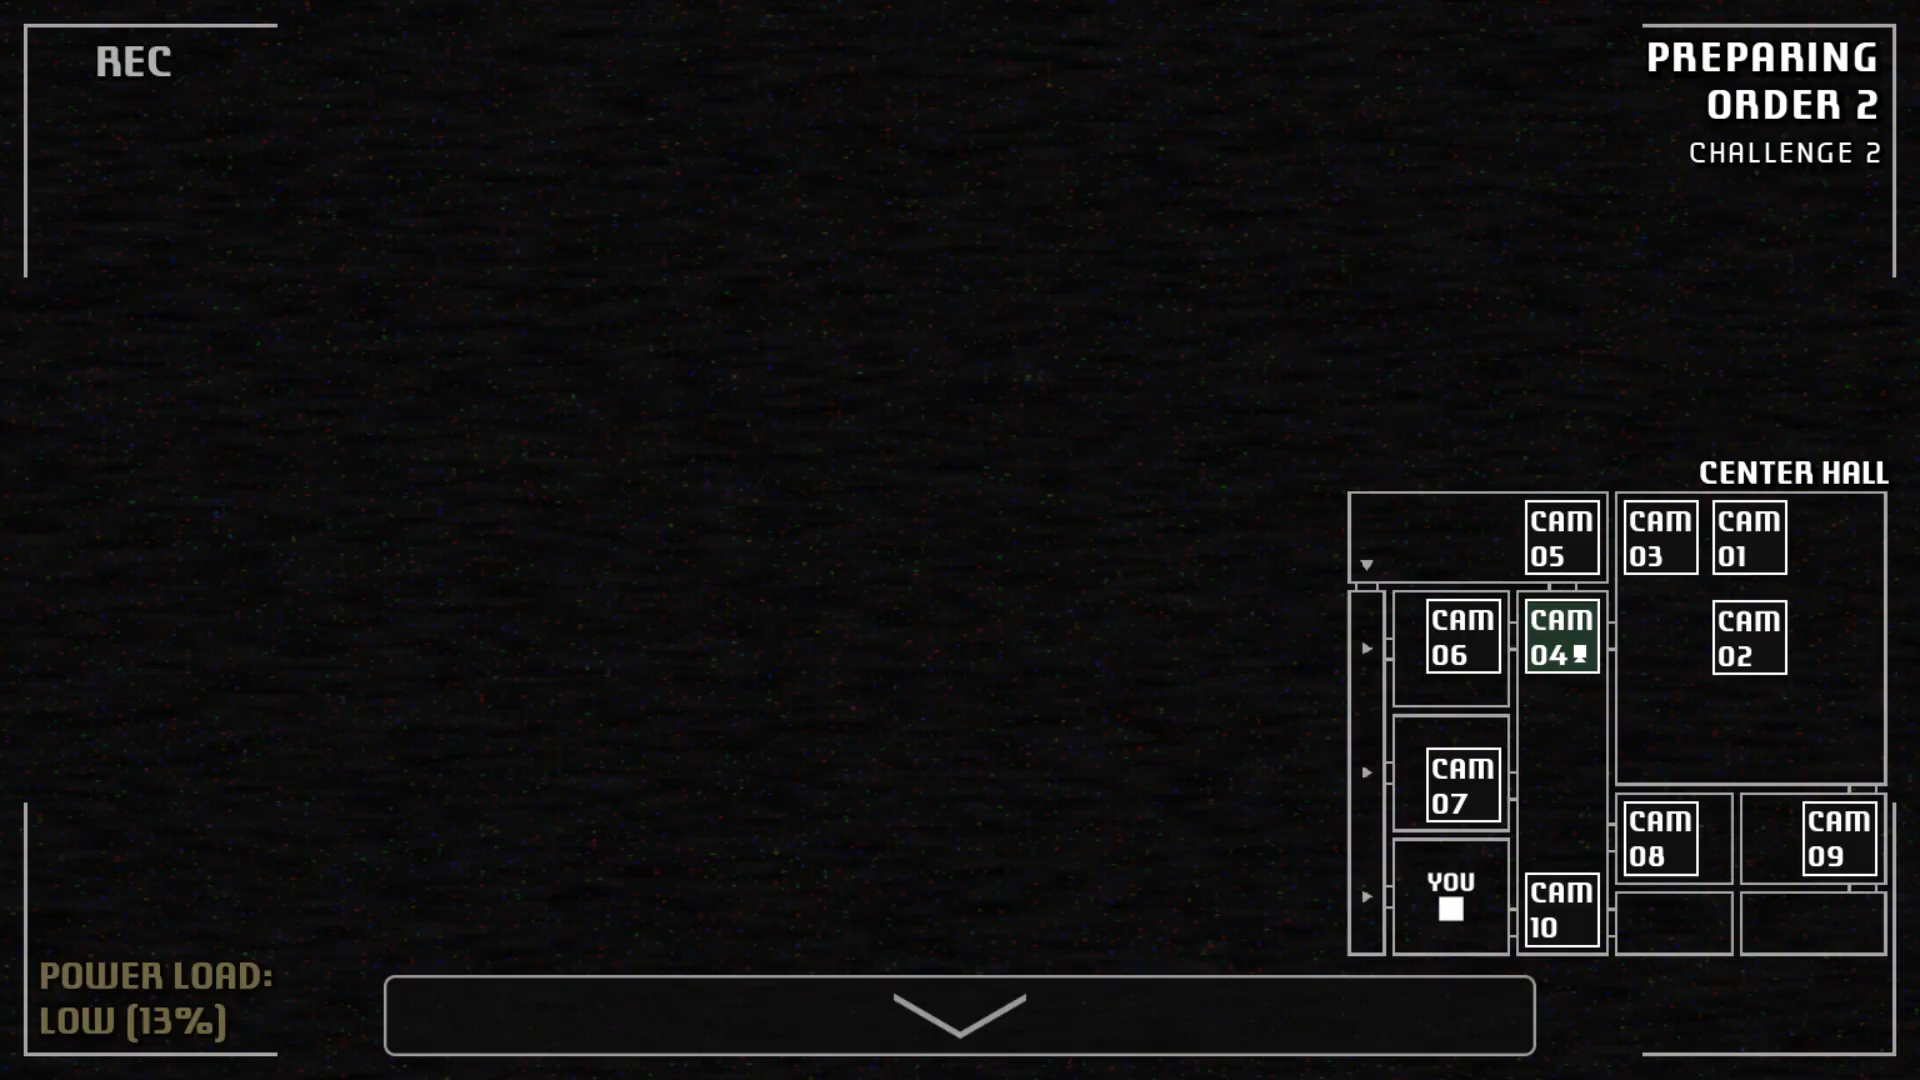 REC
PREPARING
ORDER 2
CHALLENGE 2
CENTER HALL
CAM
05
CAM
03
CAM
01
CAM
06
CAM
04
CAM
02
CAM
07
CAM
08
CAM
09
YOU
CAM
10
POWER LOAD:
LOW (13%)